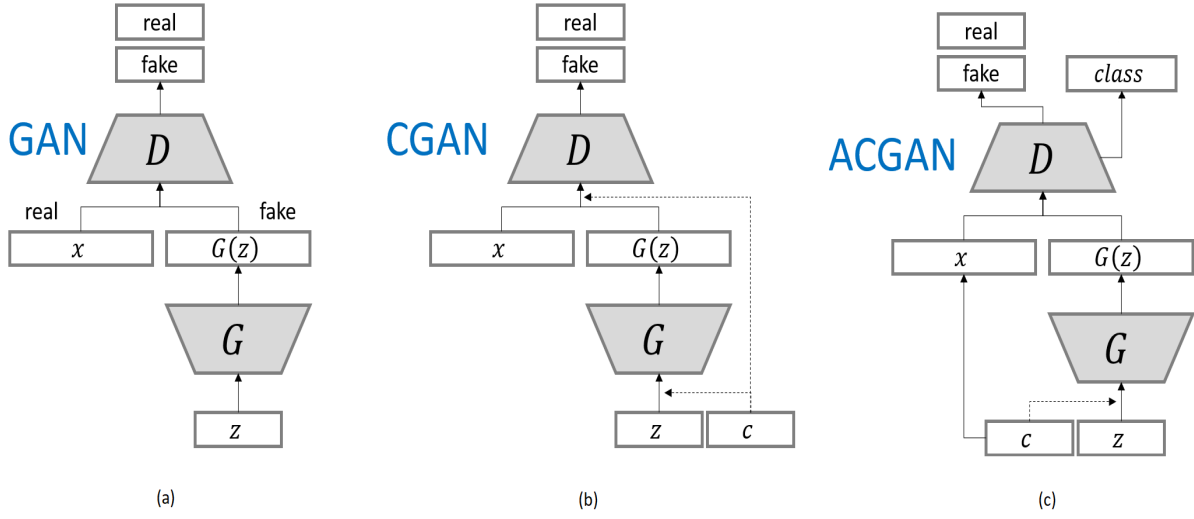 real
fake
GAN
D
real
fake
x
G(z)
G
z
(a)
real
fake
CGAN
D
x
G(z)
G
z
c
(b)
real
fake
class
ACGAN
D
x
G(z)
G
c
z
(c)